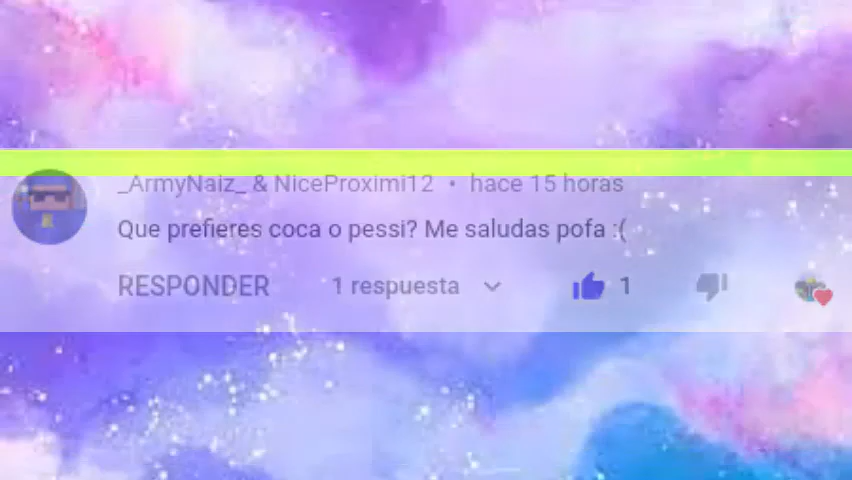 _ArmyNaiz_ & NiceProximi12 • hace 15 horas
Que prefieres coca o pessi? Me saludas pofa :(
RESPONDER 1 respuesta 1